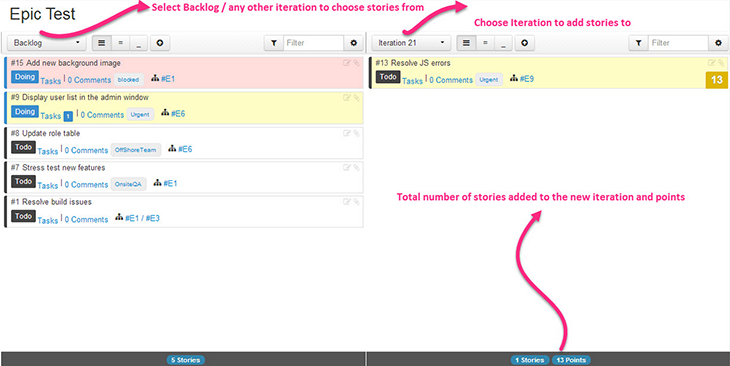 Epic Test
Select Backlog / any other iteration to choose stories from
Choose Iteration to add stories to
Backlog
= _
Filter
Iteration 21
= _
Filter
#15 Add new background image
Doing Tasks | 0 Comments blocked #E1
#9 Display user list in the admin window
Doing Tasks 1 | 0 Comments Urgent #E6
#8 Update role table
Todo Tasks | 0 Comments OffShoreTeam #E6
#7 Stress test new features
Todo Tasks | 0 Comments OnsiteQA #E1
#1 Resolve build issues
Todo Tasks | 0 Comments #E1 / #E3
#13 Resolve JS errors
Todo Tasks | 0 Comments Urgent #E9
13
Total number of stories added to the new iteration and points
5 Stories
1 Stories 13 Points